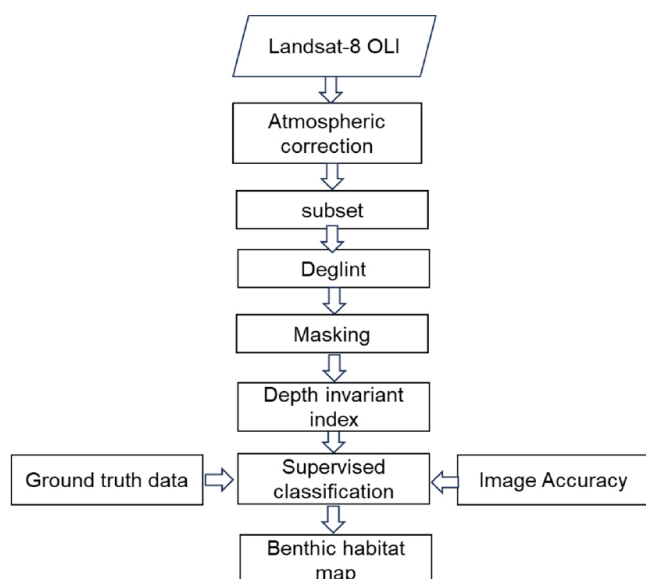 Landsat-8 OLI
Atmospheric
correction
subset
Deglint
Masking
Depth invariant
index
Ground truth data
Supervised
classification
Image Accuracy
Benthic habitat
map